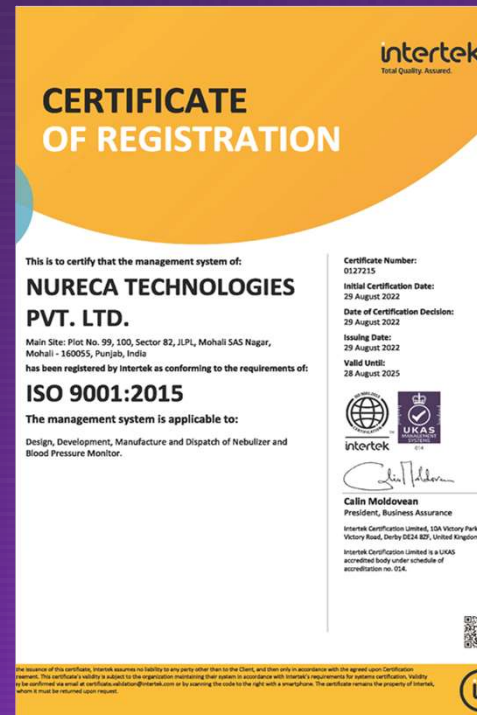 intertek
Total Quality. Assured.
CERTIFICATE
OF REGISTRATION
This is to certify that the management system of:
NURECA TECHNOLOGIES
PVT. LTD.
Main Site: Plot No. 99, 100, Sector 82, JLPL, Mohali SAS Nagar,
Mohali - 160055, Punjab, India
has been registered by Intertek as conforming to the requirements of:
ISO 9001:2015
The management system is applicable to:
Design, Development, Manufacture and Dispatch of Nebulizer and
Blood Pressure Monitor.
Certificate Number:
0127215
Initial Certification Date:
29 August 2022
Date of Certification Decision:
29 August 2022
Issuing Date:
29 August 2022
Valid Until:
28 August 2025
intertek
UKAS
MANAGEMENT
SYSTEMS
014
Calin Moldovean
President, Business Assurance
Intertek Certification Limited, 10A Victory Park,
Victory Road, Derby DE24 8ZF, United Kingdom
Intertek Certification Limited is a UKAS
accredited body under schedule of
accreditation no. 014.
the issuance of this certificate, Intertek assumes no liability to any party other than to the Client, and then only in accordance with the agreed upon Certification
reement. This certificate's validity is subject to the organization maintaining their system in accordance with Intertek's requirements for systems certification. Validity
ay be confirmed via email at certificate.validation@intertek.com or by scanning the code to the right with a smartphone. The certificate remains the property of Intertek,
whom it must be returned upon request.